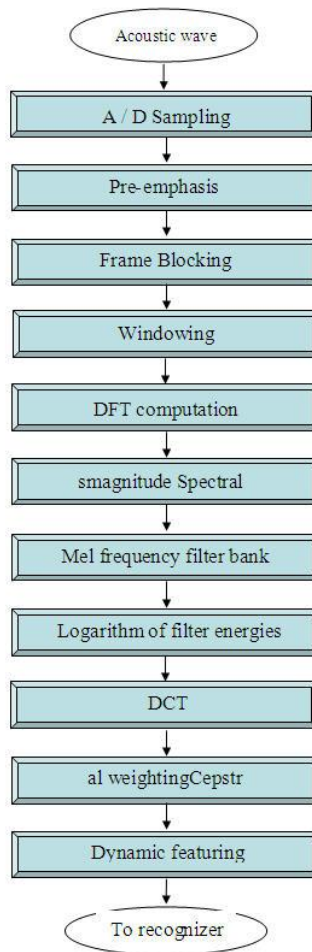 Acoustic wave
A / D Sampling
Pre-emphasis
Frame Blocking
Windowing
DFT computation
smagnitude Spectral
Mel frequency filter bank
Logarithm of filter energies
DCT
al weightingCepstr
Dynamic featuring
To recognizer